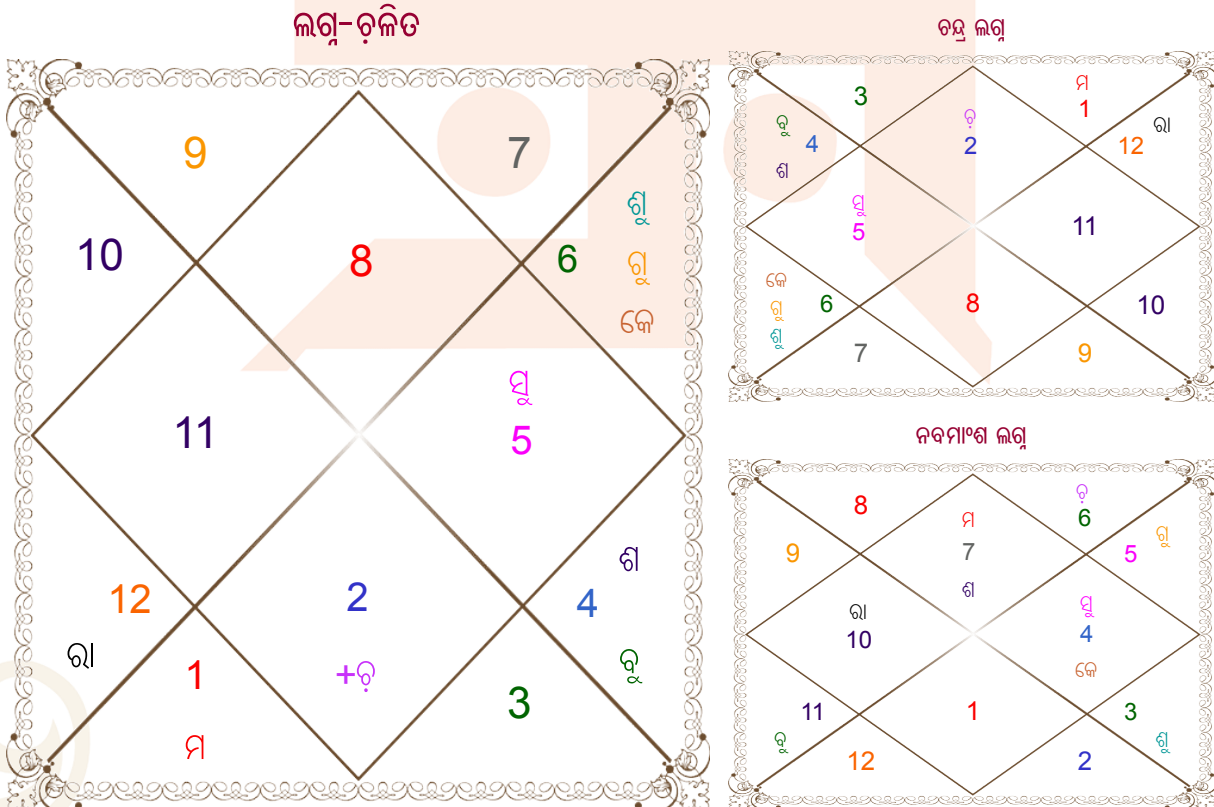 ଲଗ୍ନ-ଚଳିତ
9
7
10
8
6
ଶୁ
ଗୁ
କେ
11
ସୁ
5
12
ରା
1
ମ
2
+ଚ଼
3
4
ଶ
ବୁ
ଚନ୍ଦ୍ର ଲଗ୍ନ
3
ମ
1
ବୁ
4
ଶ
ଚ଼
2
ରା
12
ସୁ
5
11
କେ
ଗୁ
ଶୁ
6
7
8
10
9
ନବମାଂଶ ଲଗ୍ନ
8
ଚ଼
6
9
ମ
7
ଶ
ଗୁ
5
ରା
10
ସୁ
4
କେ
11
ବୁ
12
1
3
ଶୁ
2